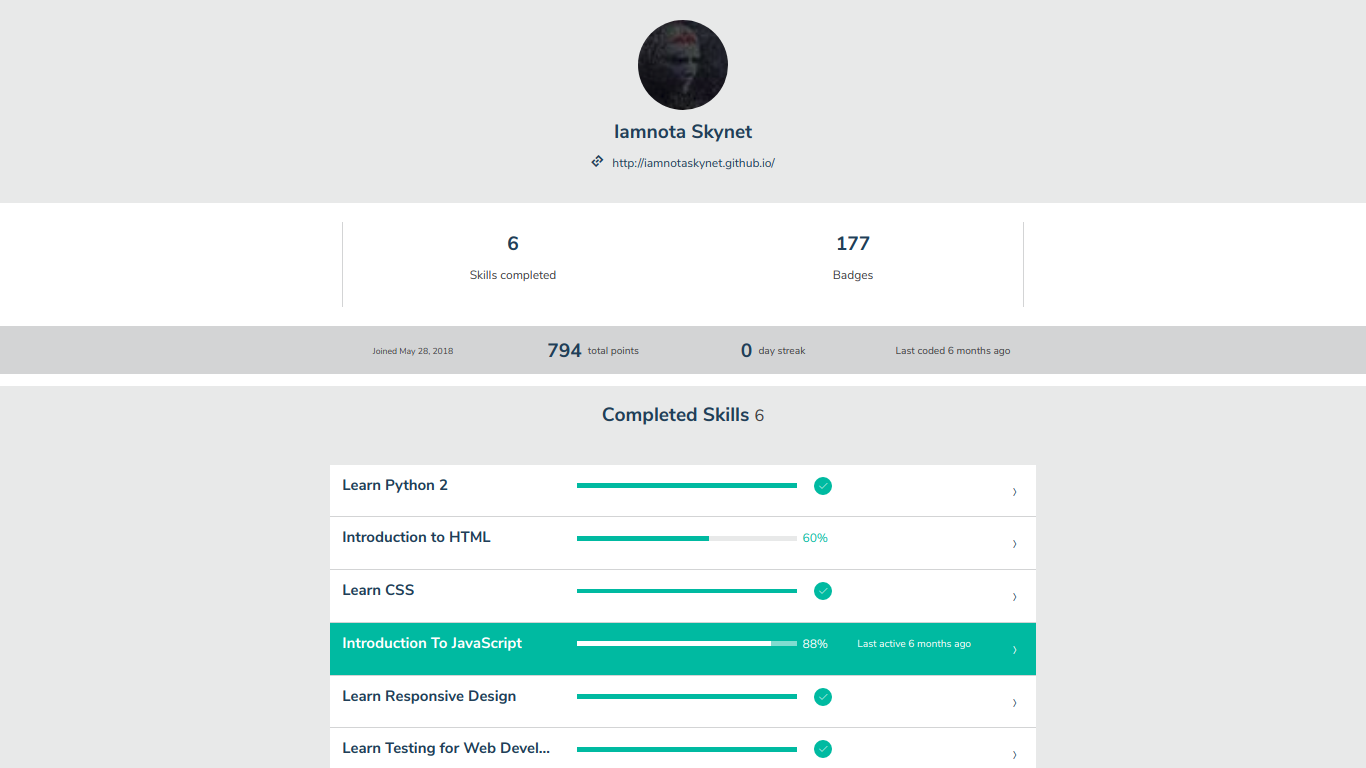 Iamnota Skynet
http://iamnotaskynet.github.io/
6
177
Skills completed
Badges
Joined May 28, 2018
794 total points
0 day streak
Last coded 6 months ago
Completed Skills 6
Learn Python 2
Introduction to HTML 60%
Learn CSS
Introduction To JavaScript 88% Last active 6 months ago
Learn Responsive Design
Learn Testing for Web Devel...